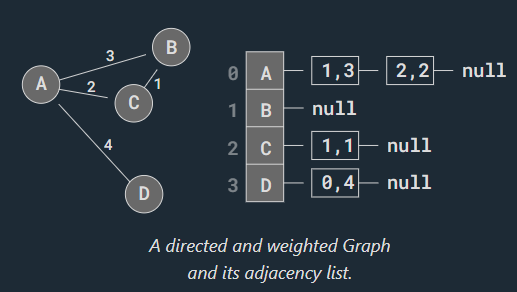 3
B
A
2
C
1
4
D
0 A 1,3 2,2 null
1 B null
2 C 1,1 null
3 D 0,4 null
A directed and weighted Graph
and its adjacency list.